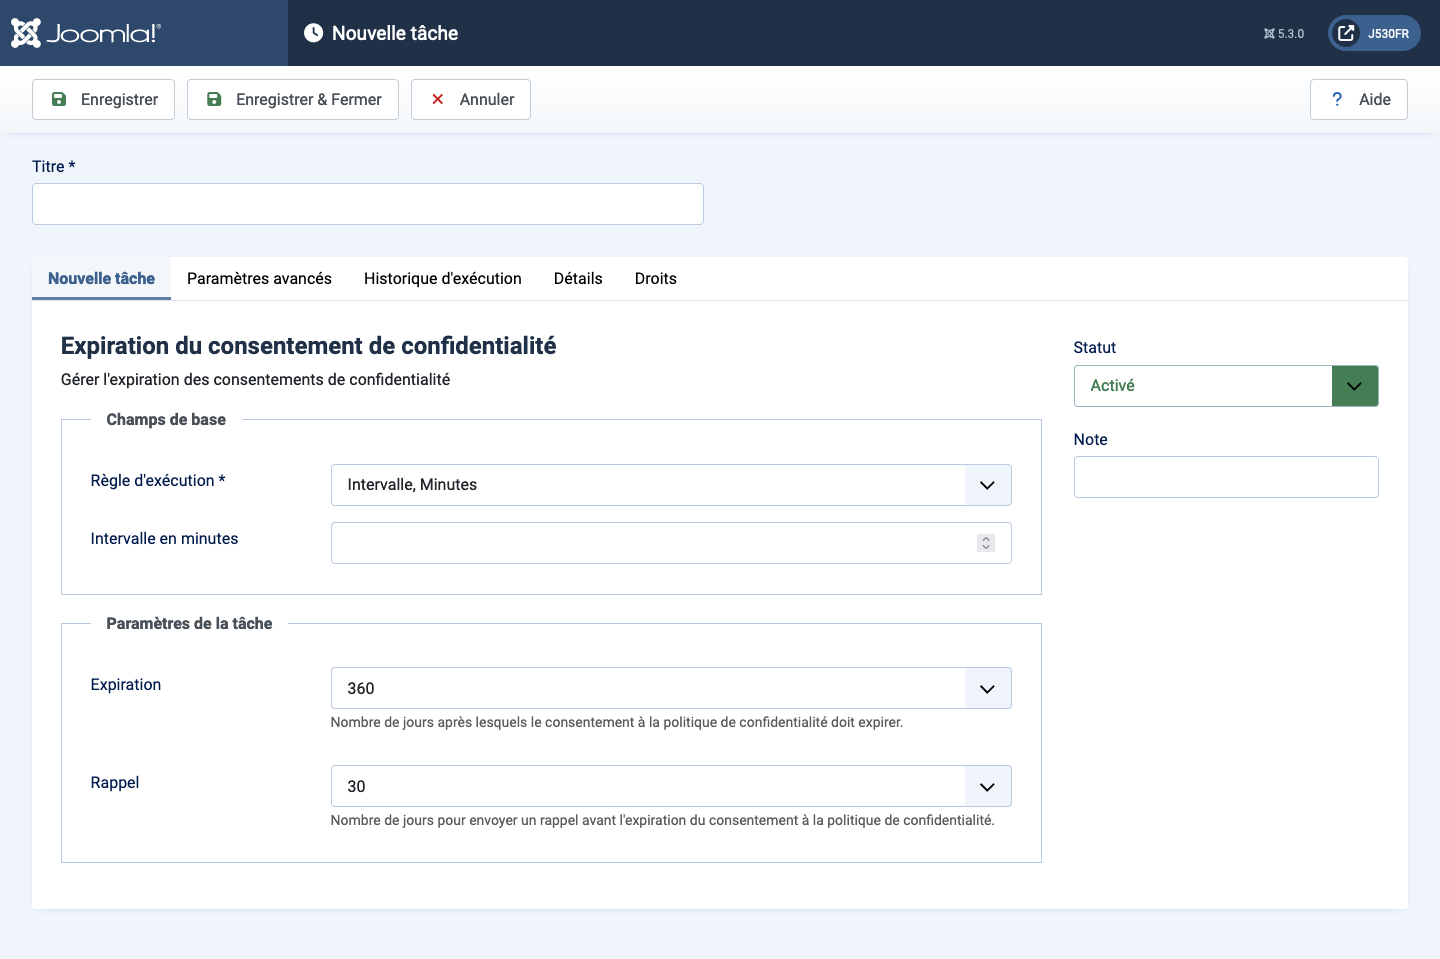 Joomla!® Nouvelle tâche 5.3.0 J530FR
Enregistrer Enregistrer & Fermer Annuler ? Aide
Titre *
Nouvelle tâche Paramètres avancés Historique d'exécution Détails Droits
Expiration du consentement de confidentialité
Gérer l'expiration des consentements de confidentialité
Champs de base
Règle d'exécution * Intervalle, Minutes
Intervalle en minutes
Paramètres de la tâche
Expiration 360
Nombre de jours après lesquels le consentement à la politique de confidentialité doit expirer.
Rappel 30
Nombre de jours pour envoyer un rappel avant l'expiration du consentement à la politique de confidentialité.
Statut
Activé
Note